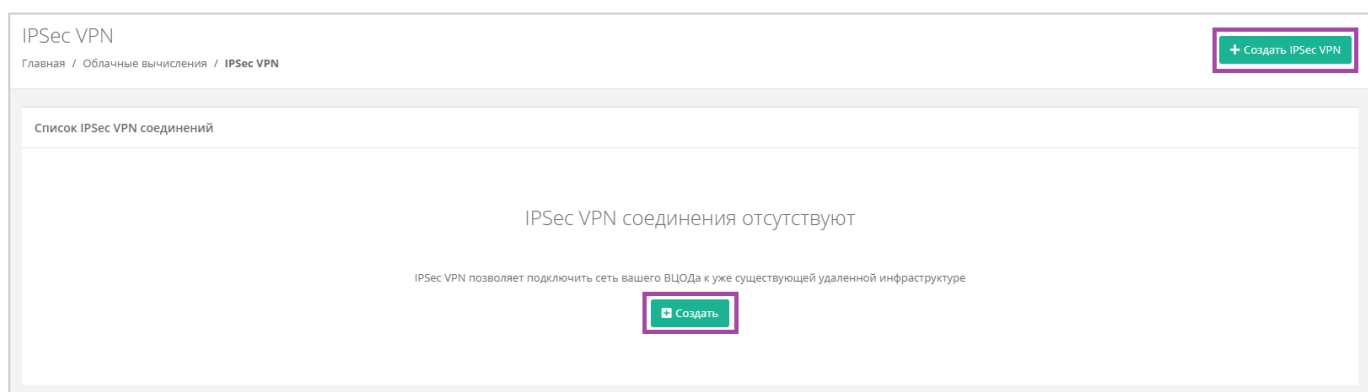 IPSec VPN
+ Создать IPSec VPN
Главная / Облачные вычисления / IPSec VPN
Список IPSec VPN соединений
IPSec VPN соединения отсутствуют
IPSec VPN позволяет подключить сеть вашего ВЦОДа к уже существующей удаленной инфраструктуре
Создать